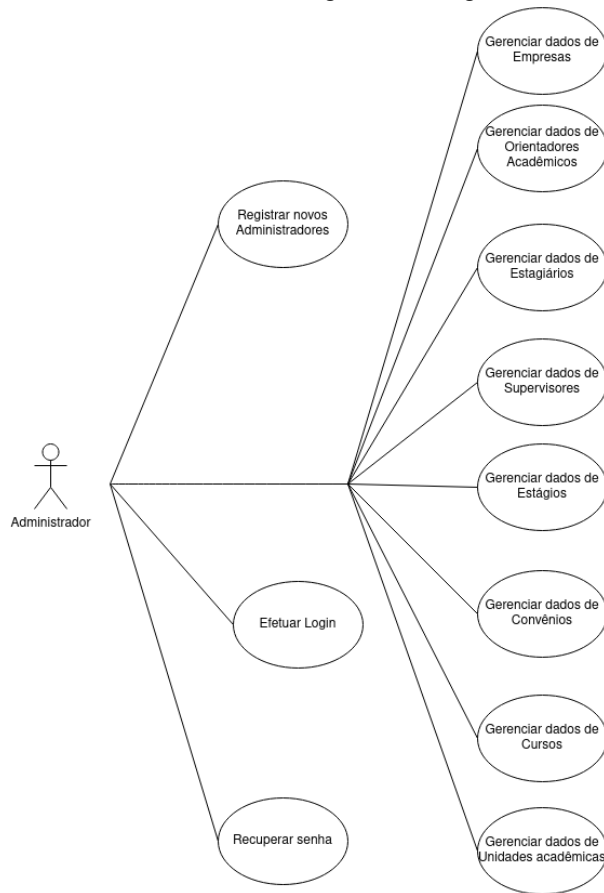 Gerenciar dados de
Empresas
Gerenciar dados de
Orientadores
Acadêmicos
Registrar novos
Administradores
Gerenciar dados de
Estagiários
Gerenciar dados de
Supervisores
Gerenciar dados de
Estágios
Administrador
Efetuar Login
Gerenciar dados de
Convênios
Gerenciar dados de
Cursos
Recuperar senha
Gerenciar dados de
Unidades acadêmicas